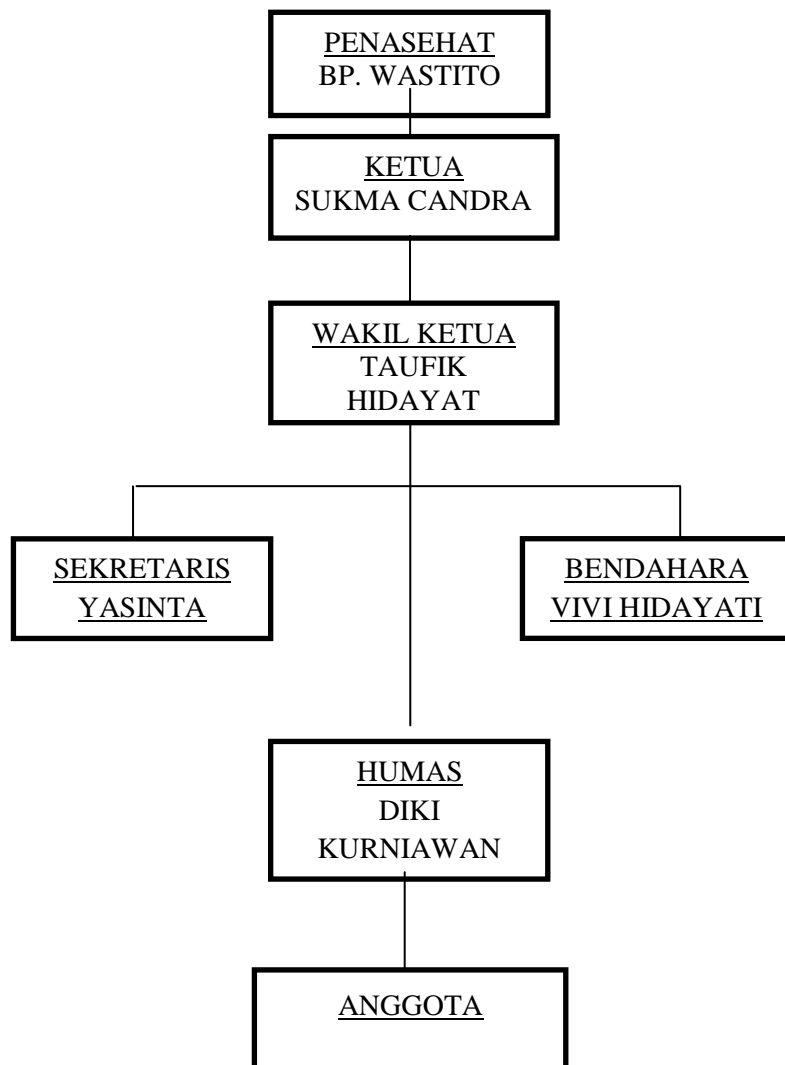 PENASEHAT
BP. WASTITO
KETUA
SUKMA CANDRA
WAKIL KETUA
TAUFIK
HIDAYAT
SEKRETARIS
YASINTA
BENDAHARA
VIVI HIDAYATI
HUMAS
DIKI
KURNIAWAN
ANGGOTA